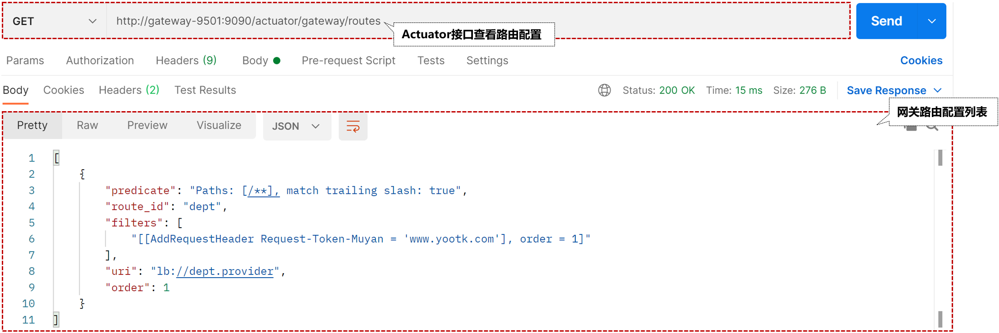 GET
http://gateway-9501:9090/actuator/gateway/routes
Send
Actuator接口查看路由配置
Params Authorization Headers (9) Body Pre-request Script Tests Settings Cookies
Body Cookies Headers (2) Test Results Status: 200 OK Time: 15 ms Size: 276 B Save Response
网关路由配置列表
Pretty Raw Preview Visualize JSON
1 [
2 {
3 "predicate": "Paths: [/**], match trailing slash: true",
4 "route_id": "dept",
5 "filters": [
6 "[[AddRequestHeader Request-Token-Muyan = 'www.yootk.com'], order = 1]"
7 ],
8 "uri": "lb://dept.provider",
9 "order": 1
10 }
11 ]